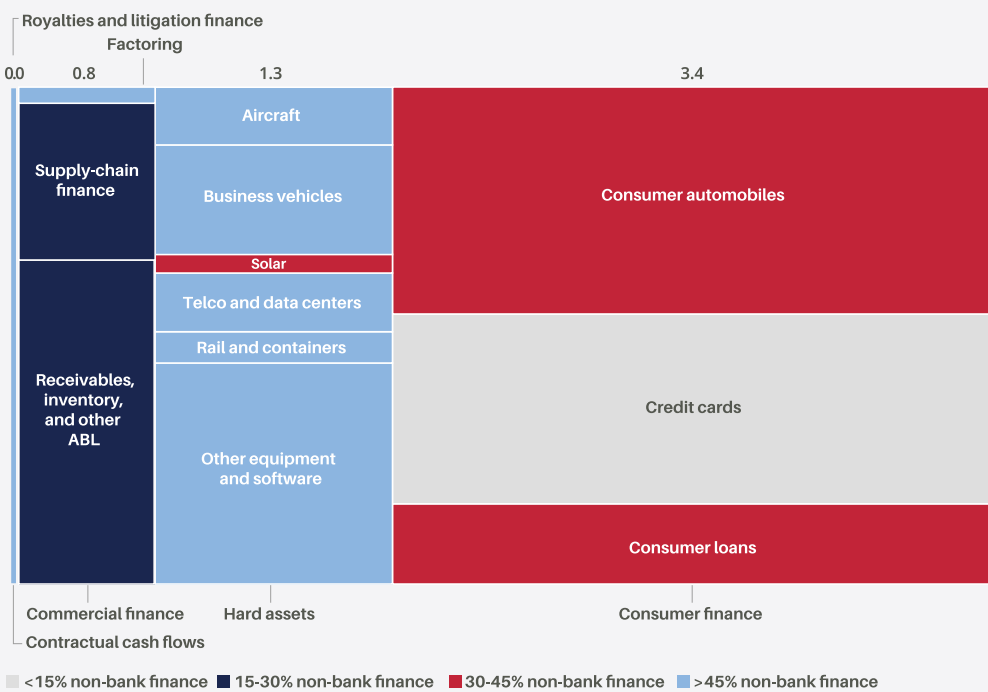 Royalties and litigation finance
Factoring
0.0
0.8
1.3
3.4
Supply-chain
finance
Receivables,
inventory,
and other
ABL
Aircraft
Business vehicles
Solar
Telco and data centers
Rail and containers
Other equipment
and software
Consumer automobiles
Credit cards
Consumer loans
Commercial finance
Hard assets
Consumer finance
Contractual cash flows
<15% non-bank finance
15-30% non-bank finance
30-45% non-bank finance
>45% non-bank finance